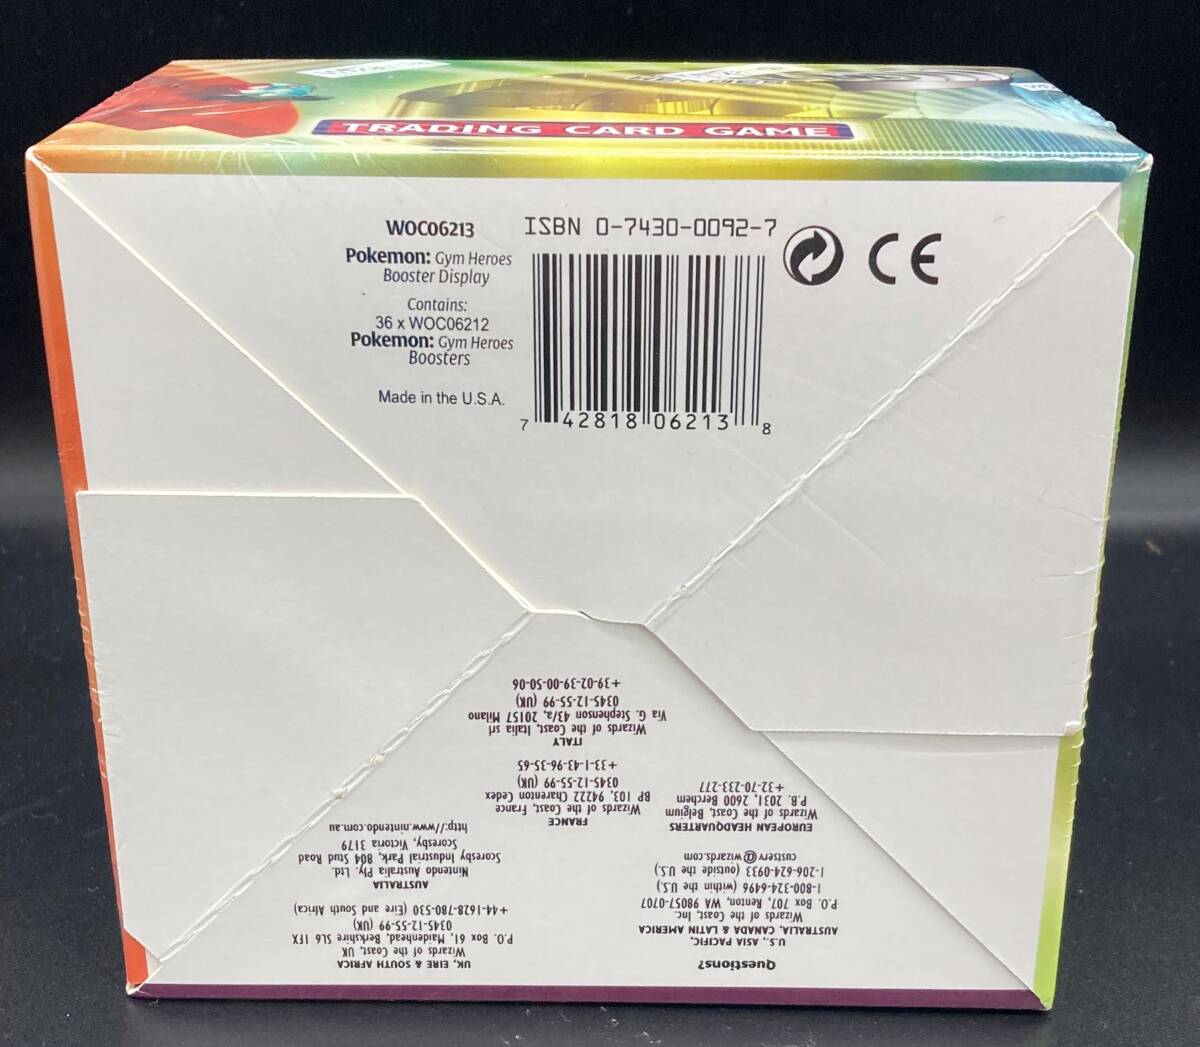 TRADING CARD GAME
WOC06213
Pokemon: Gym Heroes
Booster Display
Contains:
36 x WOC06212
Pokemon: Gym Heroes
Boosters
Made in the U.S.A.
ISBN 0-7430-0092-7
7 42818 06213 8
CE
Questions?
U.S., ASIA PACIFIC,
AUSTRALIA, CANADA & LATIN AMERICA
Wizards of the Coast, Inc.
P.O. Box 707, Renton, WA 98057-0707
1-800-324-6496 (within the U.S.)
1-206-624-0933 (outside the U.S.)
custserv@wizards.com
EUROPEAN HEADQUARTERS
Wizards of the Coast, Belgium
P.B. 2031, 2600 Berchem
+32-70-233-277
UK, EIRE & SOUTH AFRICA
Wizards of the Coast, UK
P.O. Box 61, Maidenhead, Berkshire SL6 1FX
0345-12-55-99 (UK)
+44-1628-780-530 (Eire and South Africa)
AUSTRALIA
Nintendo Australia Pty. Ltd.
Scoresby Industrial Park, 804 Stud Road
Scoresby, Victoria 3179
http://www.nintendo.com.au
FRANCE
Wizards of the Coast, France
BP 103, 94222 Charenton Cedex
0345-12-55-99 (UK)
+33-1-43-96-35-65
ITALY
Wizards of the Coast, Italia srl
Via G. Stephenson 43/a, 20157 Milano
0345-12-55-99 (UK)
+39-02-39-00-50-06